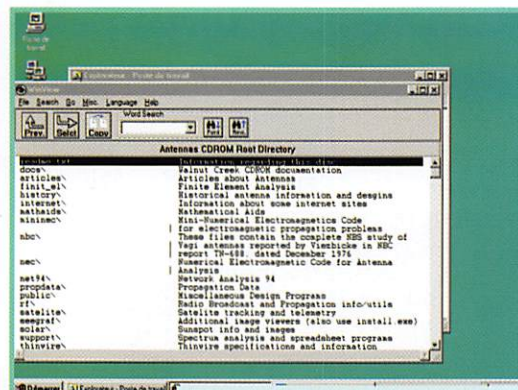 Poste de
travail
Explorateur - Poste de travail
WinView
File Search Go Misc. Language Help
Word Search
Prev. Selct Copy
Antennas CDROM Root Directory
readme.txt Information regarding this disc
docs\ Walnut Creek CDROM documentation
articles\ Articles about Antennas
finit_el\ Finite Element Analysis
history\ Historical antenna information and desgins
internet\ Information about some internet sites
mathaids\ Mathematical Aids
mininec\ Mini-Numerical Electromagnetics Code
| for electromagnetic propagation problems
nbc\ These files contain the complete NBS study of
| Yagi antennas reported by Viezbicke in NBC
| report TN-688, dated December 1976
nec\ Numerical Electromagnetic Code for Antenna
| Analysis
net94\ Network Analysis 94
propdata\ Propagation Data
public\ Miscellaneous Design Programs
rf\ Radio Broadcast and Propagation info/utils
satelite\ Satelite tracking and telemetry
semegraf\ Additional image viewers (also use install.exe)
solar\ Sunspot info and images
support\ Spectrum analysis and spreadsheet programs
thinwire\ Thinwire specifications and information
Démarrer Explorateur - Poste de travail